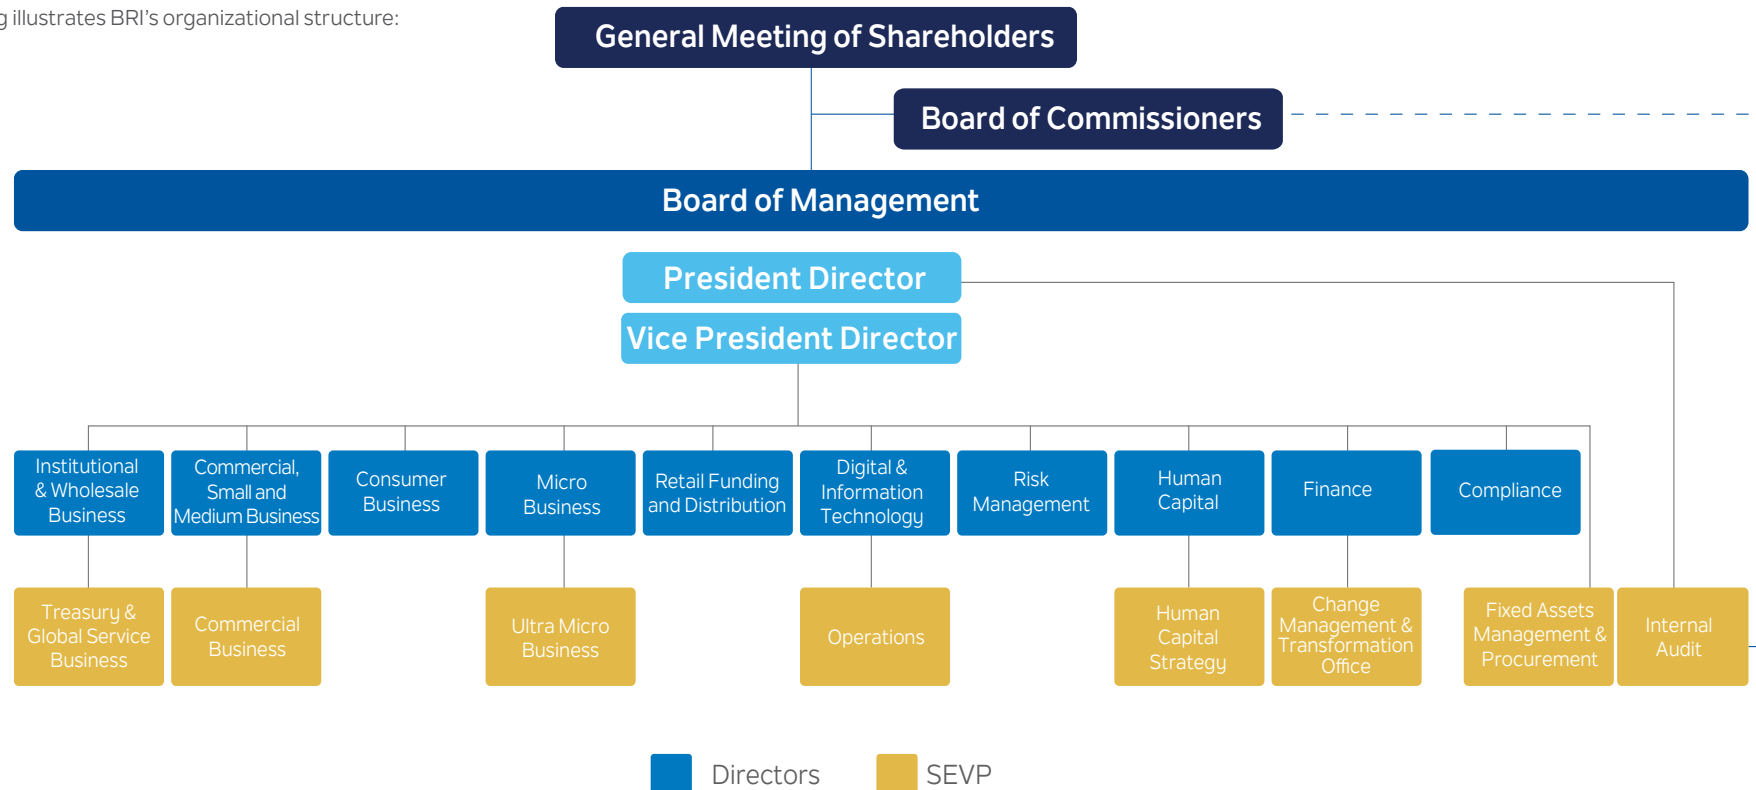 g illustrates BRI's organizational structure:
General Meeting of Shareholders
Board of Commissioners
Board of Management
President Director
Vice President Director
Institutional
& Wholesale
Business
Commercial,
Small and
Medium Business
Consumer
Business
Micro
Business
Retail Funding
and Distribution
Digital &
Information
Technology
Risk
Management
Human
Capital
Finance
Compliance
Treasury &
Global Service
Business
Commercial
Business
Ultra Micro
Business
Operations
Human
Capital
Strategy
Change
Management &
Transformation
Office
Fixed Assets
Management &
Procurement
Internal
Audit
Directors
SEVP